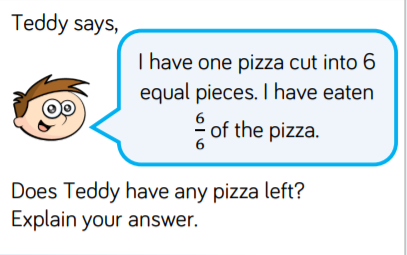 Teddy says,
I have one pizza cut into 6
equal pieces. I have eaten
6/6 of the pizza.
Does Teddy have any pizza left?
Explain your answer.